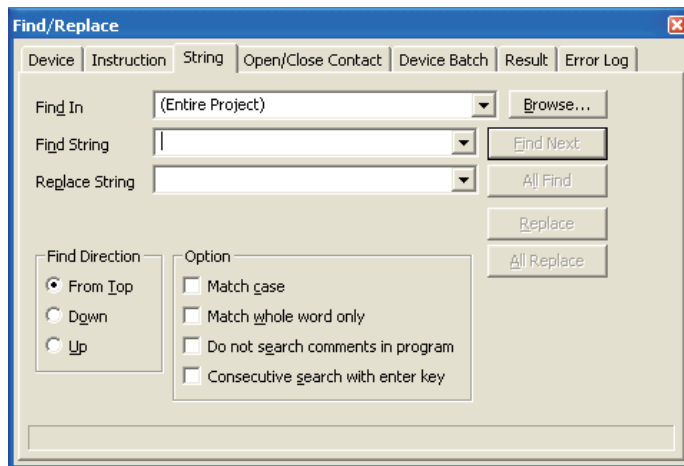 Find/Replace
Device Instruction String Open/Close Contact Device Batch Result Error Log
Find In (Entire Project) Browse...
Find String Find Next
Replace String All Find
Replace
All Replace
Find Direction
From Top
Down
Up
Option
Match case
Match whole word only
Do not search comments in program
Consecutive search with enter key